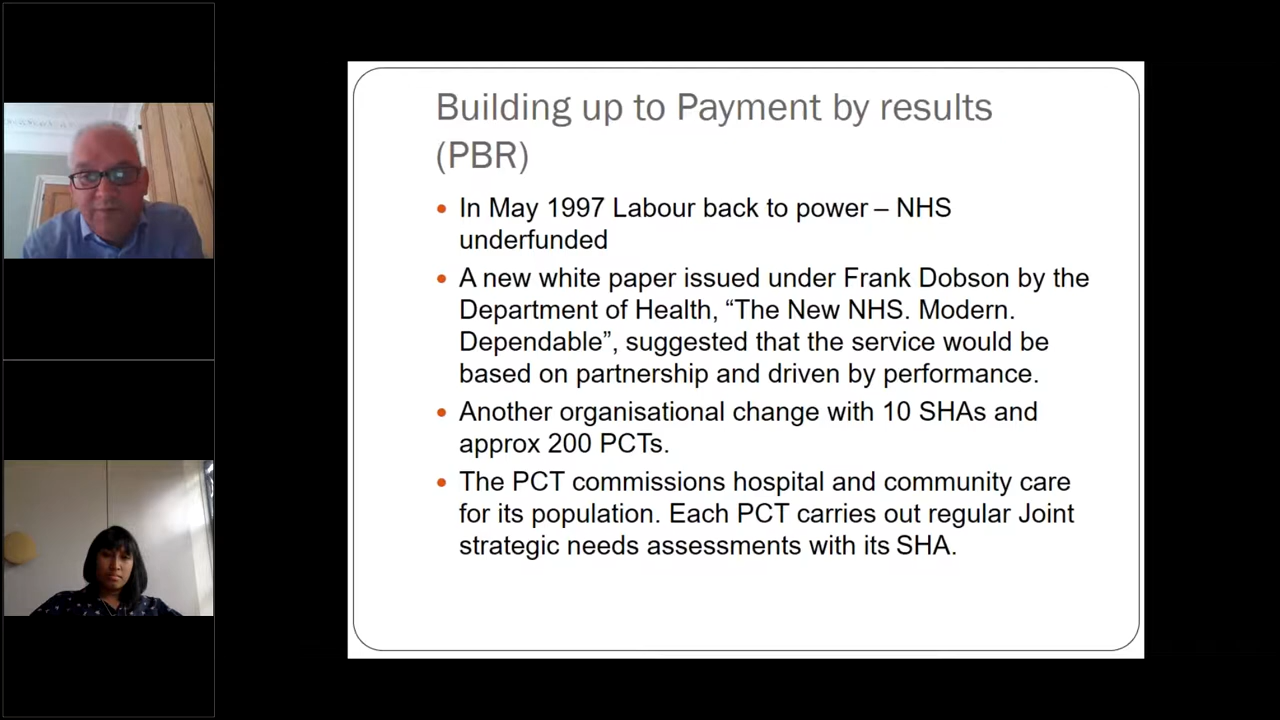 Building up to Payment by results
(PBR)
• In May 1997 Labour back to power – NHS
underfunded
• A new white paper issued under Frank Dobson by the
Department of Health, “The New NHS. Modern.
Dependable”, suggested that the service would be
based on partnership and driven by performance.
• Another organisational change with 10 SHAs and
approx 200 PCTs.
• The PCT commissions hospital and community care
for its population. Each PCT carries out regular Joint
strategic needs assessments with its SHA.